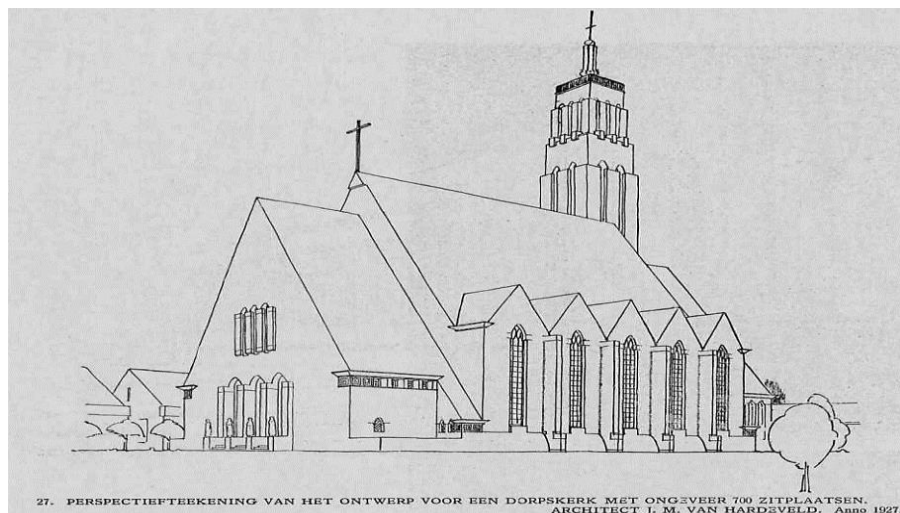 27. PERSPECTIEFTEEKENING VAN HET ONTWERP VOOR EEN DORPSKERK MET ONGEVEER 700 ZITPLAATSEN.
ARCHITECT J. M. VAN HARDEVELD. Anno 1927.